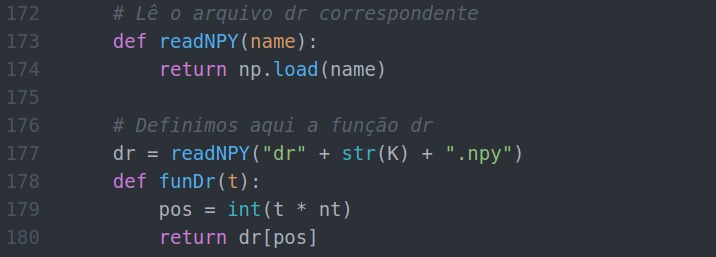 172 # Lê o arquivo dr correspondente
173 def readNPY(name):
174 return np.load(name)
175
176 # Definimos aqui a função dr
177 dr = readNPY("dr" + str(K) + ".npy")
178 def funDr(t):
179 pos = int(t * nt)
180 return dr[pos]